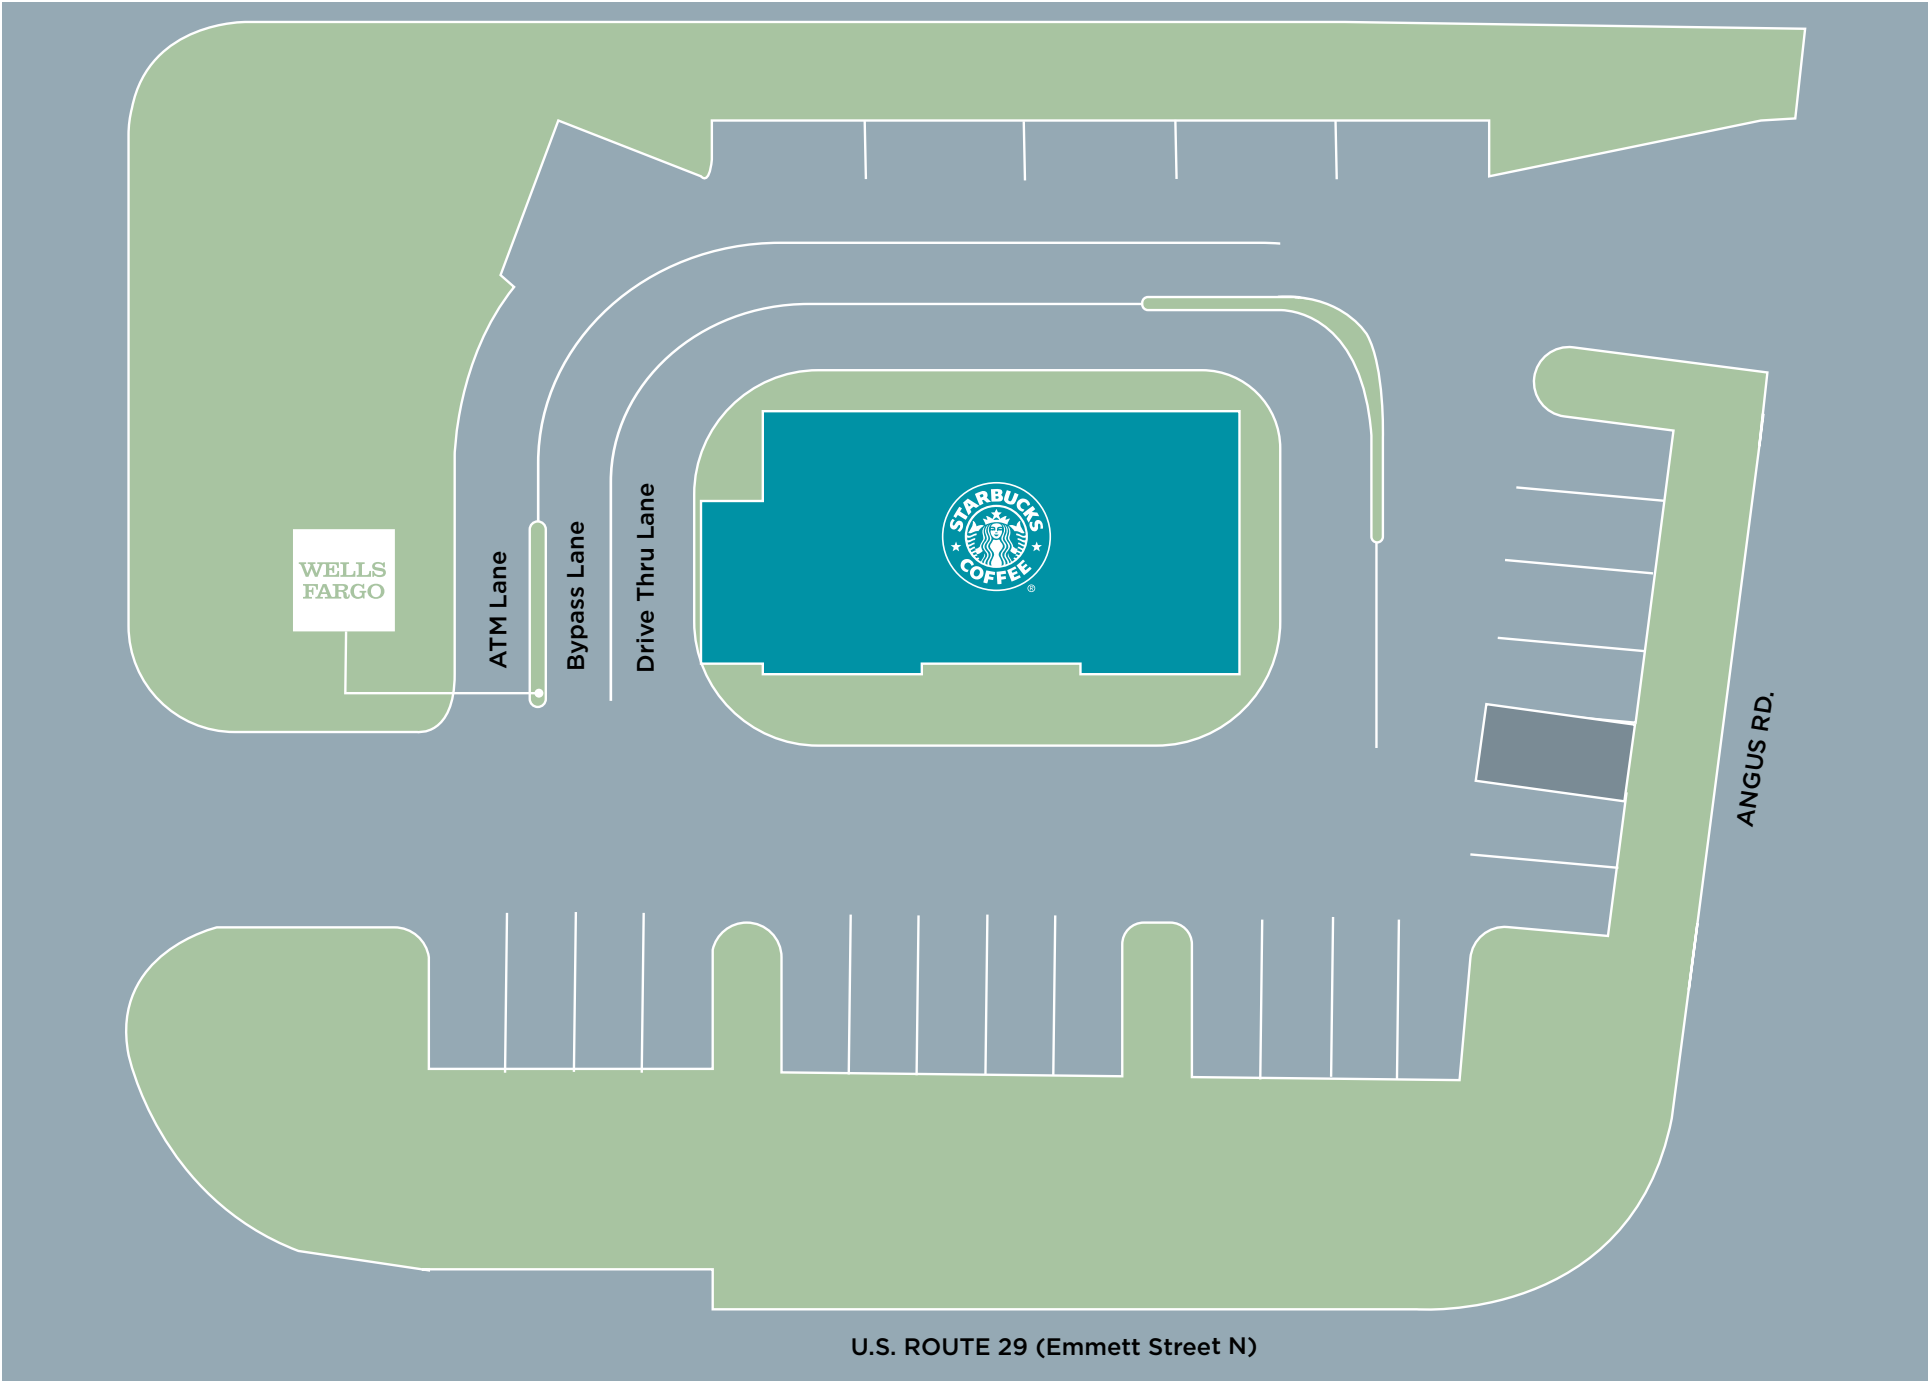 WELLS
FARGO
ATM Lane
Bypass Lane
Drive Thru Lane
STARBUCKS
COFFEE
®
ANGUS RD.
U.S. ROUTE 29 (Emmett Street N)